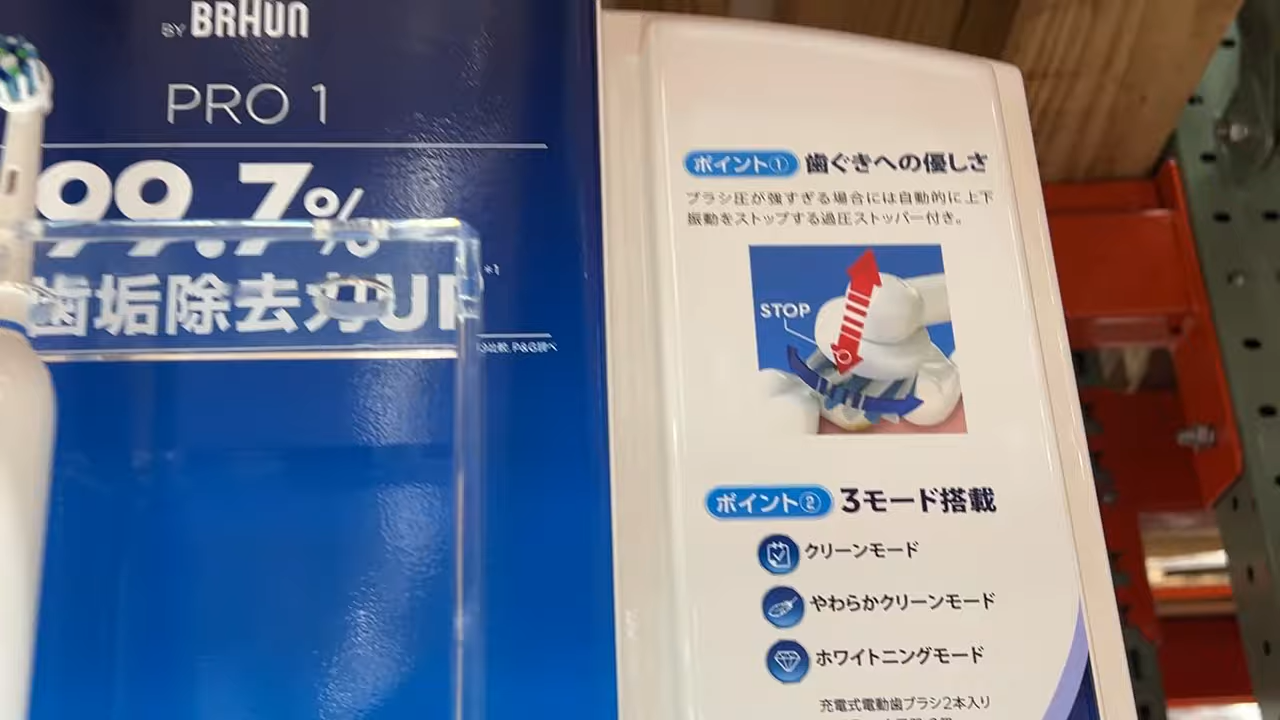 BY BRAUN
PRO 1
99.7%
歯垢除去力UP*1
比較。P&G調べ
ポイント① 歯ぐきへの優しさ
ブラシ圧が強すぎる場合には自動的に上下
振動をストップする過圧ストッパー付き。
STOP
ポイント② 3モード搭載
クリーンモード
やわらかクリーンモード
ホワイトニングモード
充電式電動歯ブラシ2本入り